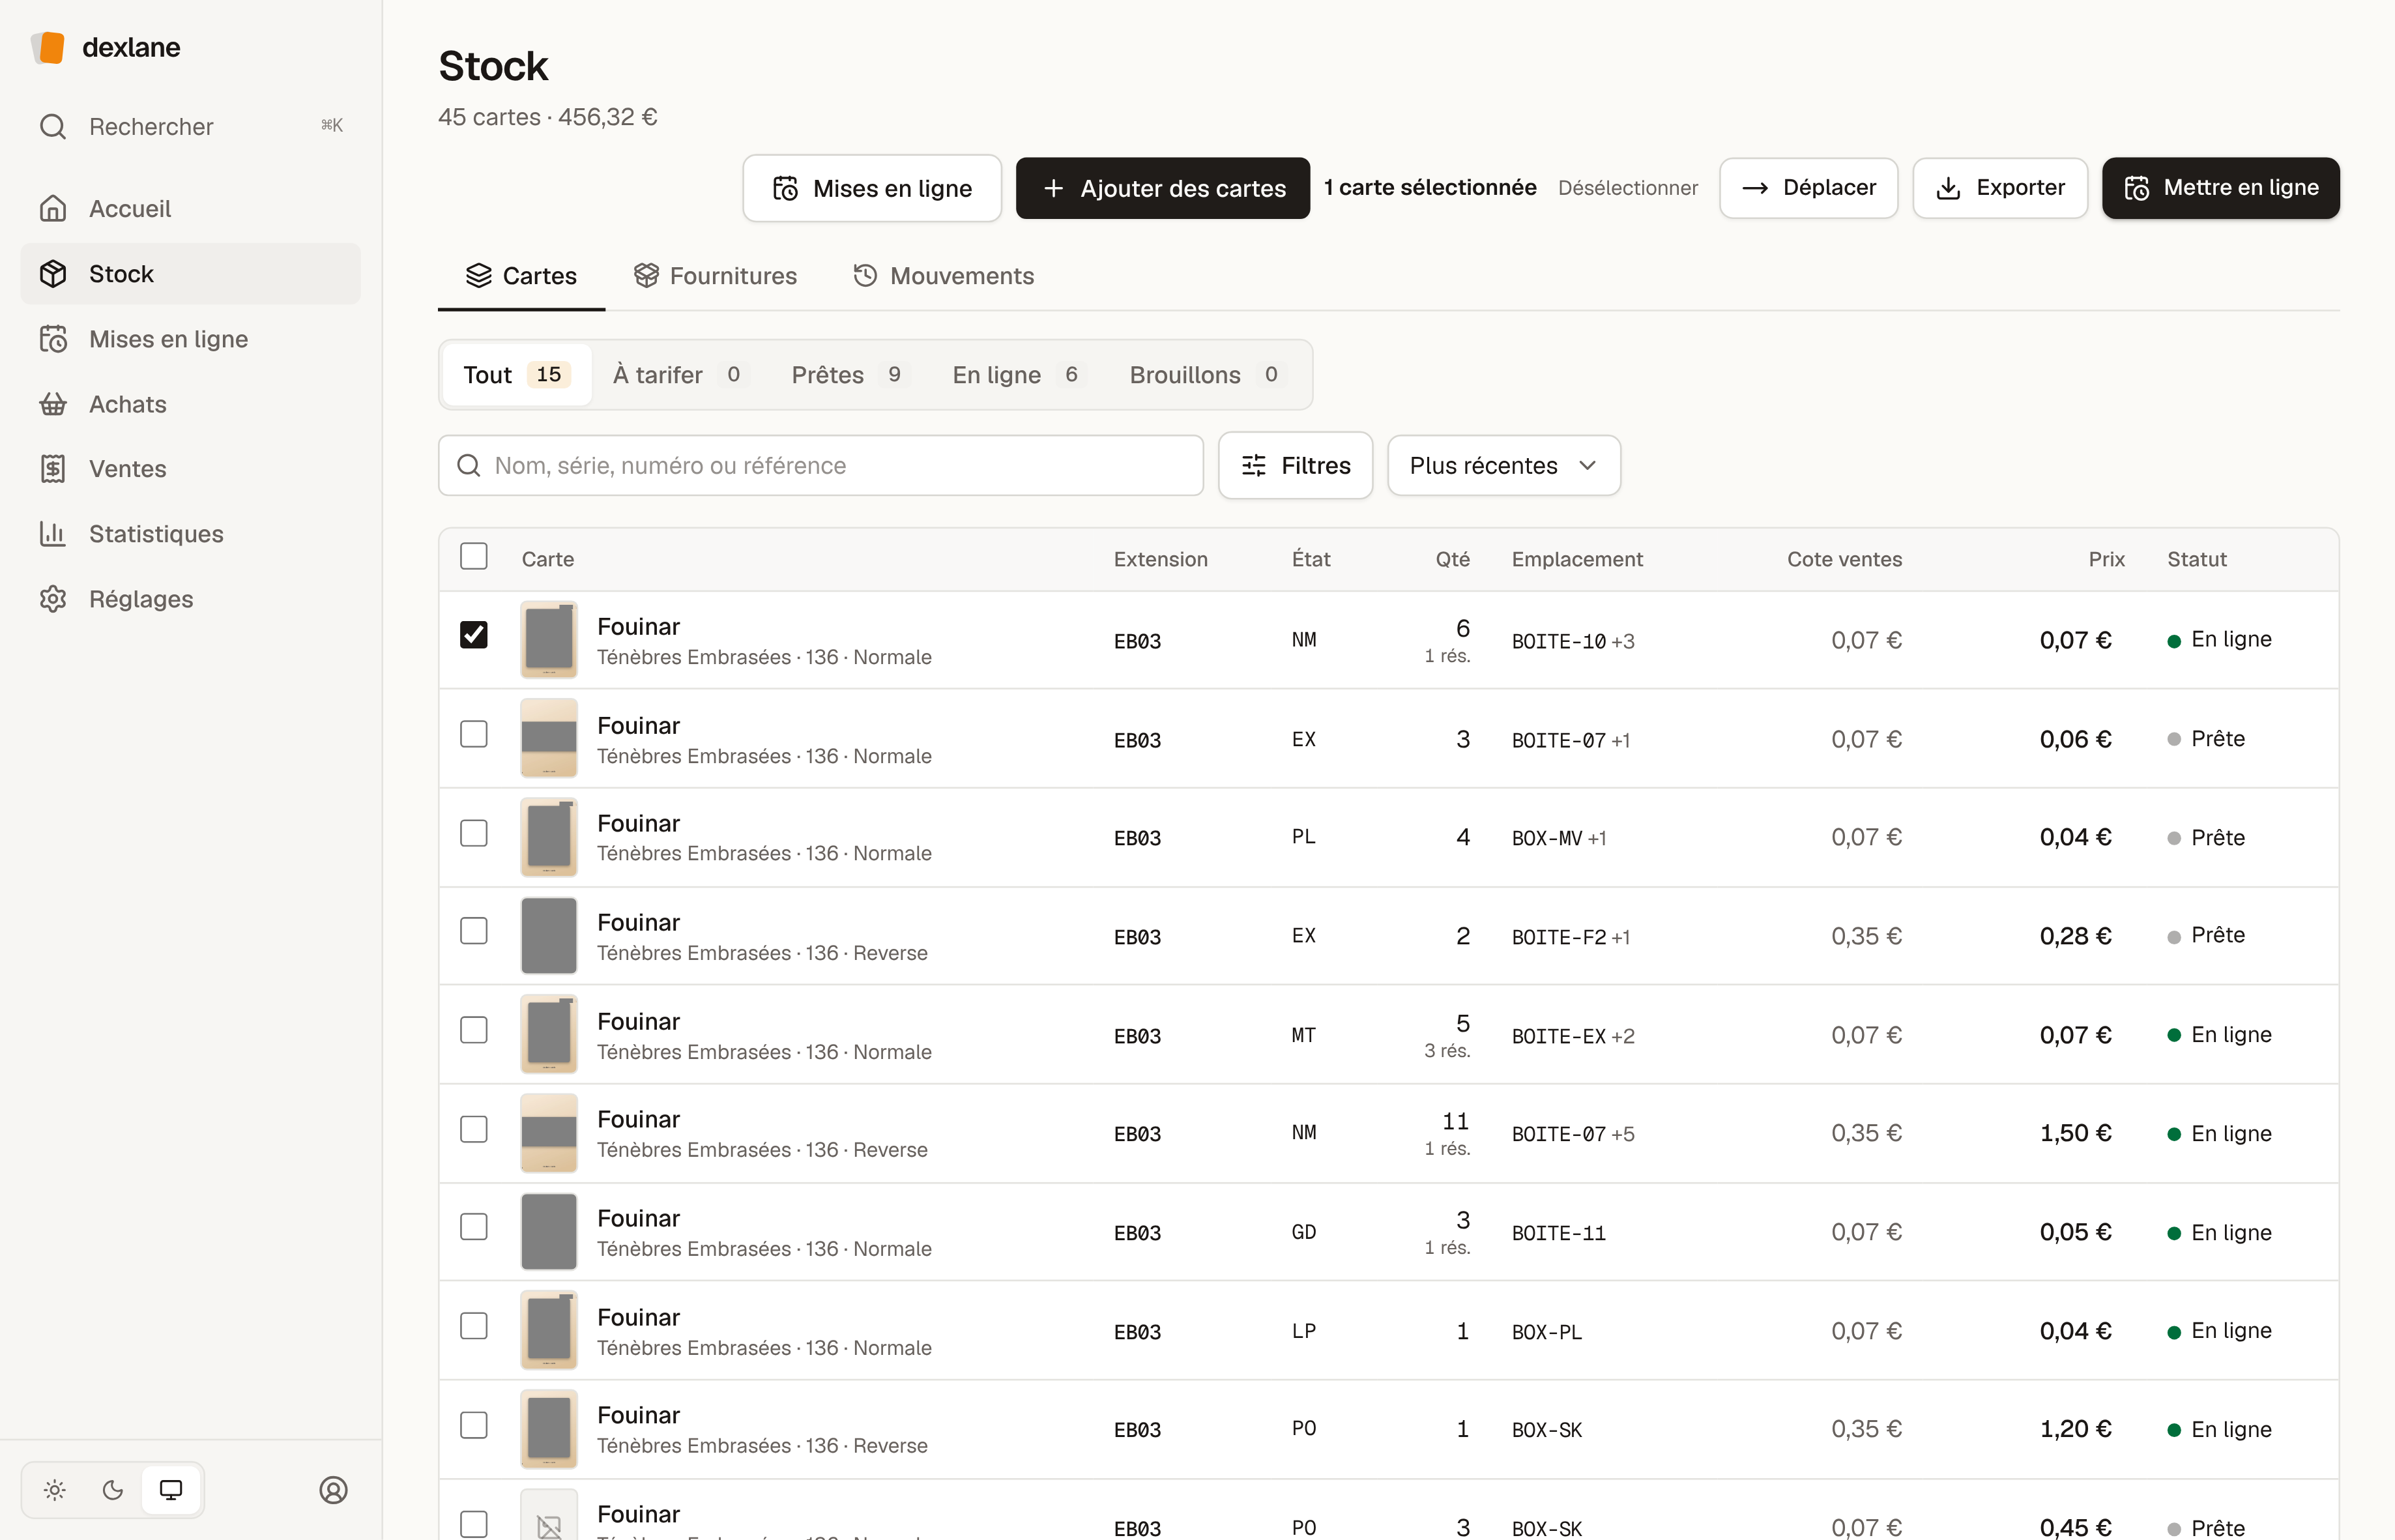 dexlane
Rechercher ⌘K
Accueil
Stock
Mises en ligne
Achats
Ventes
Statistiques
Réglages
Stock
45 cartes · 456,32 €
Mises en ligne
Ajouter des cartes
1 carte sélectionnée
Désélectionner
Déplacer
Exporter
Mettre en ligne
Cartes
Fournitures
Mouvements
Tout 15
À tarifer 0
Prêtes 9
En ligne 6
Brouillons 0
Nom, série, numéro ou référence
Filtres
Plus récentes
Carte Extension État Qté Emplacement Cote ventes Prix Statut
Fouinar
Ténèbres Embrasées · 136 · Normale
EB03 NM 6
1 rés.
BOITE-10 +3 0,07 € 0,07 € En ligne
Fouinar
Ténèbres Embrasées · 136 · Normale
EB03 EX 3 BOITE-07 +1 0,07 € 0,06 € Prête
Fouinar
Ténèbres Embrasées · 136 · Normale
EB03 PL 4 BOX-MV +1 0,07 € 0,04 € Prête
Fouinar
Ténèbres Embrasées · 136 · Reverse
EB03 EX 2 BOITE-F2 +1 0,35 € 0,28 € Prête
Fouinar
Ténèbres Embrasées · 136 · Normale
EB03 MT 5
3 rés.
BOITE-EX +2 0,07 € 0,07 € En ligne
Fouinar
Ténèbres Embrasées · 136 · Reverse
EB03 NM 11
1 rés.
BOITE-07 +5 0,35 € 1,50 € En ligne
Fouinar
Ténèbres Embrasées · 136 · Normale
EB03 GD 3
1 rés.
BOITE-11 0,07 € 0,05 € En ligne
Fouinar
Ténèbres Embrasées · 136 · Normale
EB03 LP 1 BOX-PL 0,07 € 0,04 € En ligne
Fouinar
Ténèbres Embrasées · 136 · Reverse
EB03 PO 1 BOX-SK 0,35 € 1,20 € En ligne
Fouinar
EB03 PO 3 BOX-SK 0,07 € 0,45 € Prête